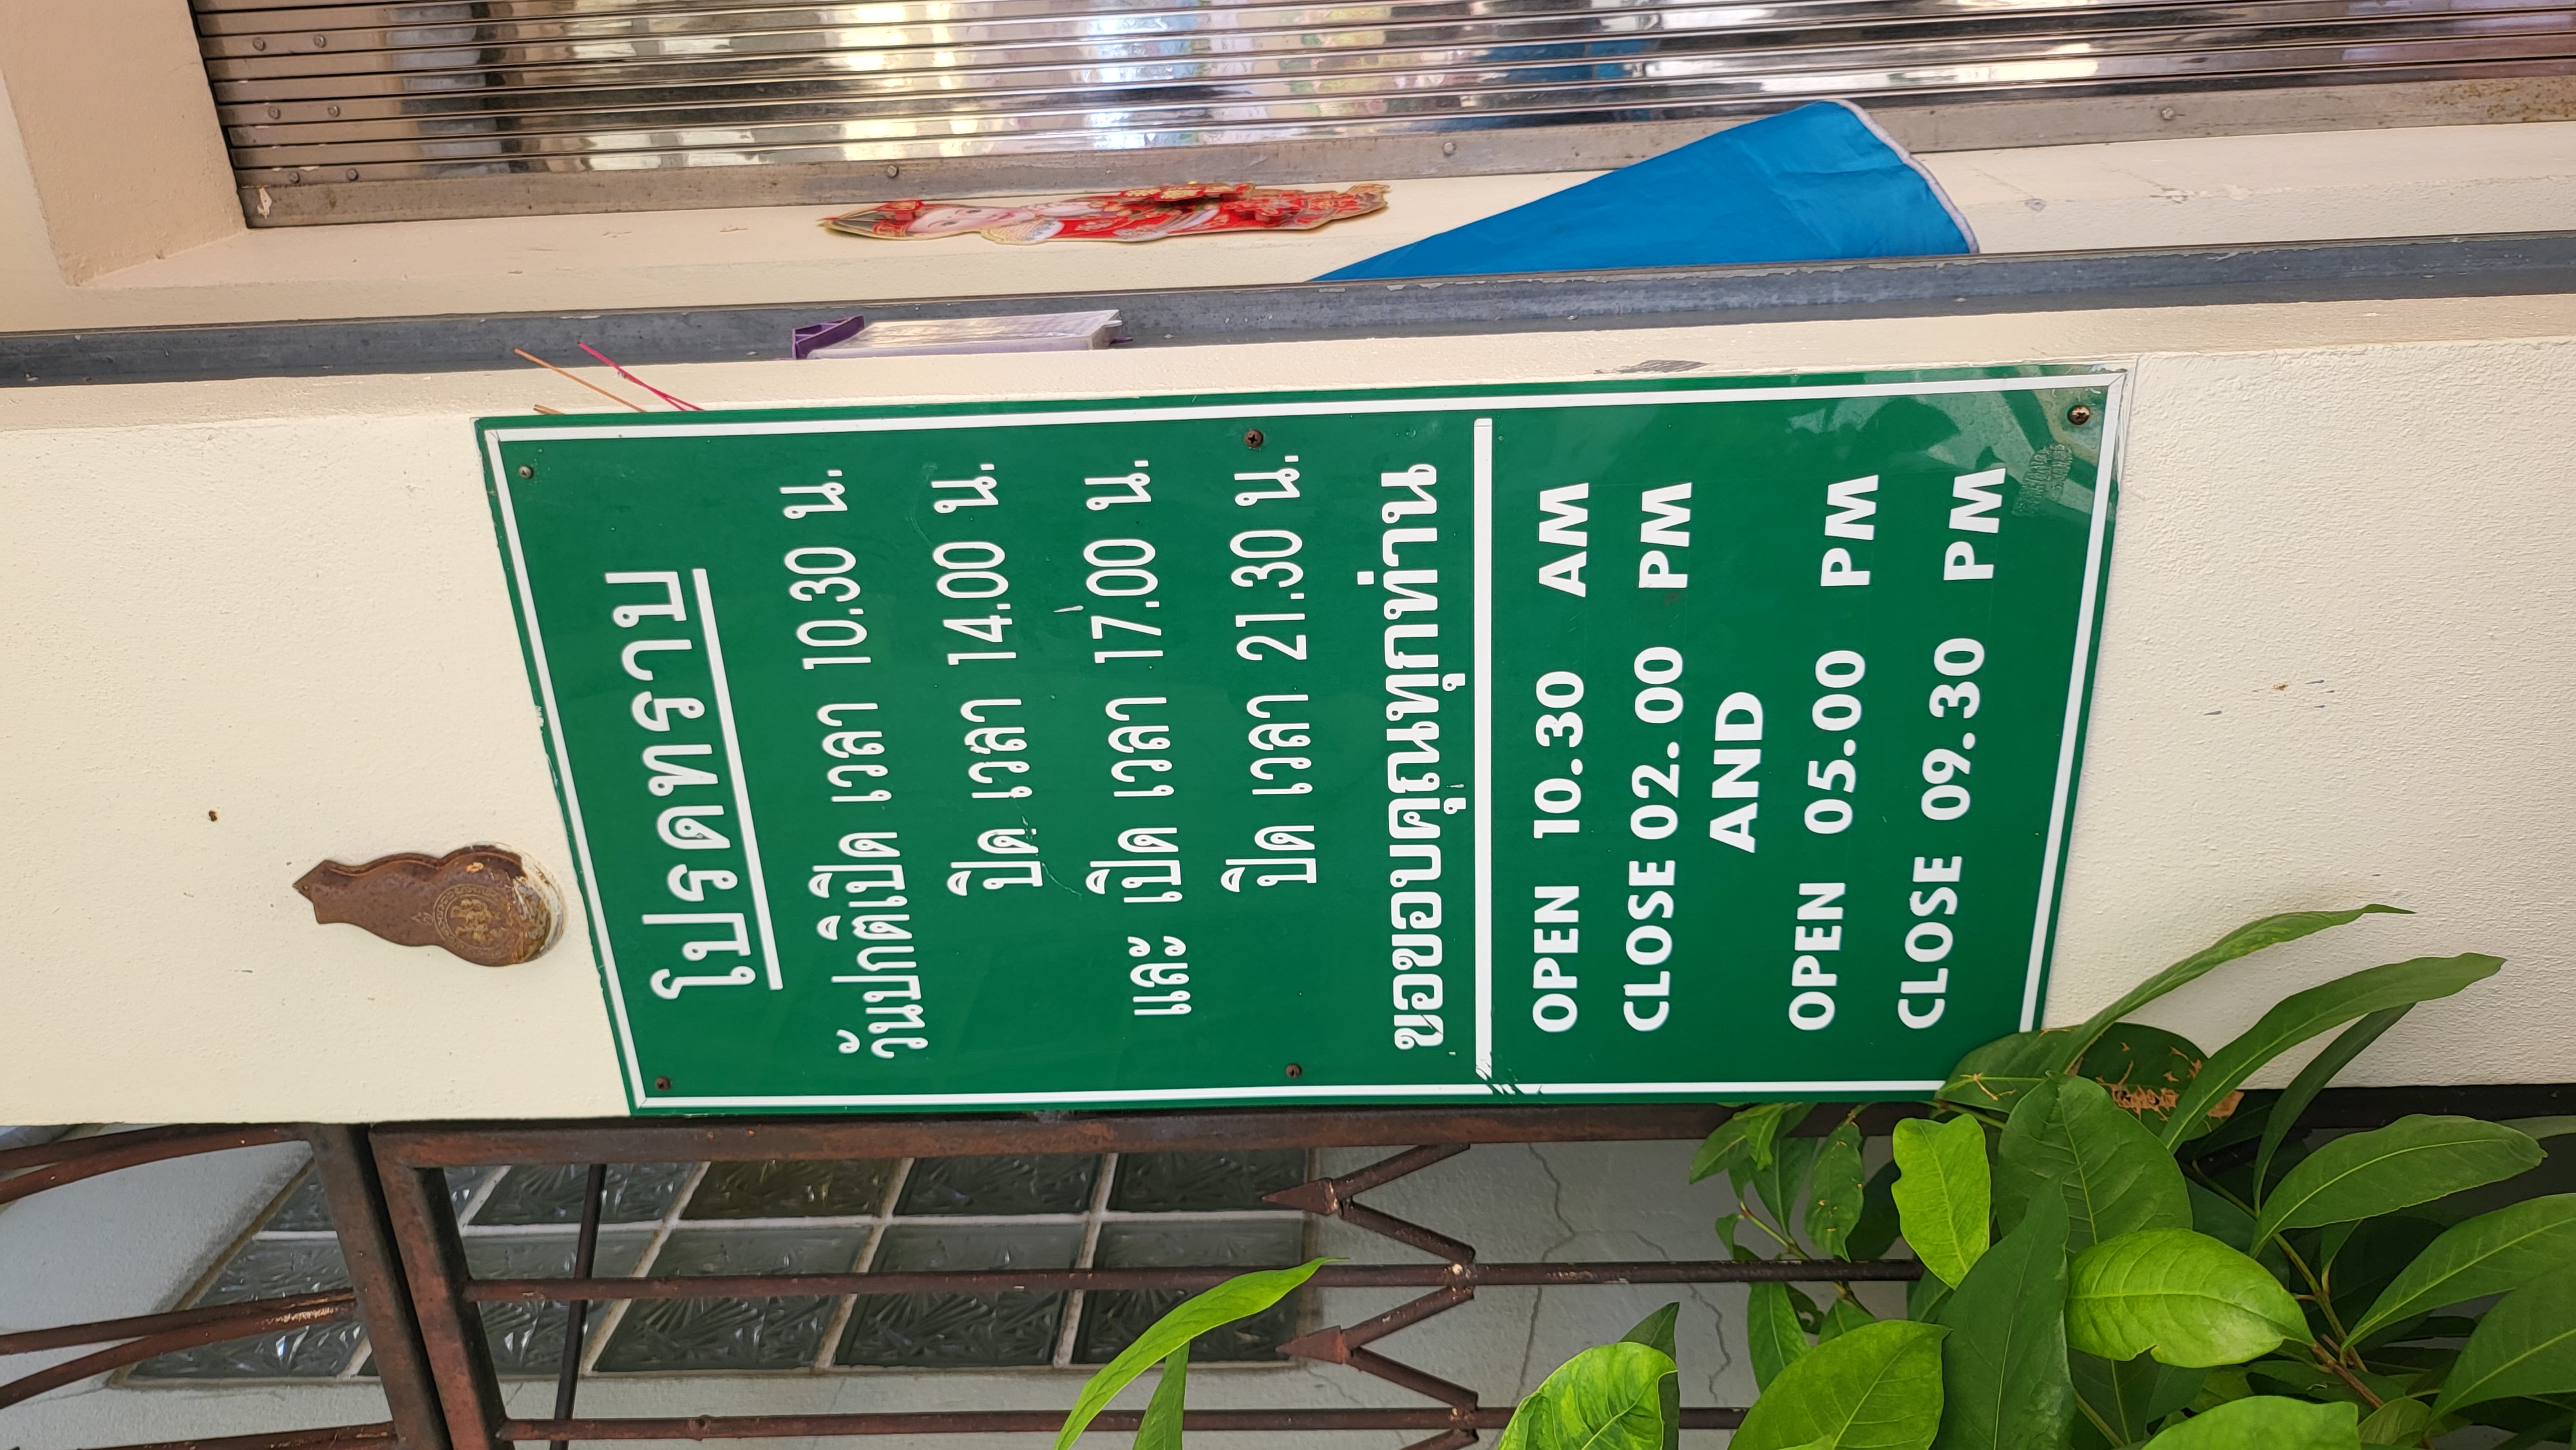 โปรดทราบ
วันปกติเปิด เวลา 10.30 น.
ปิด เวลา 14.00 น.
และ เปิด เวลา 17.00 น.
ปิด เวลา 21.30 น.
ขอขอบคุณทุกท่าน
OPEN 10.30 AM
CLOSE 02.00 PM
AND
OPEN 05.00 PM
CLOSE 09.30 PM